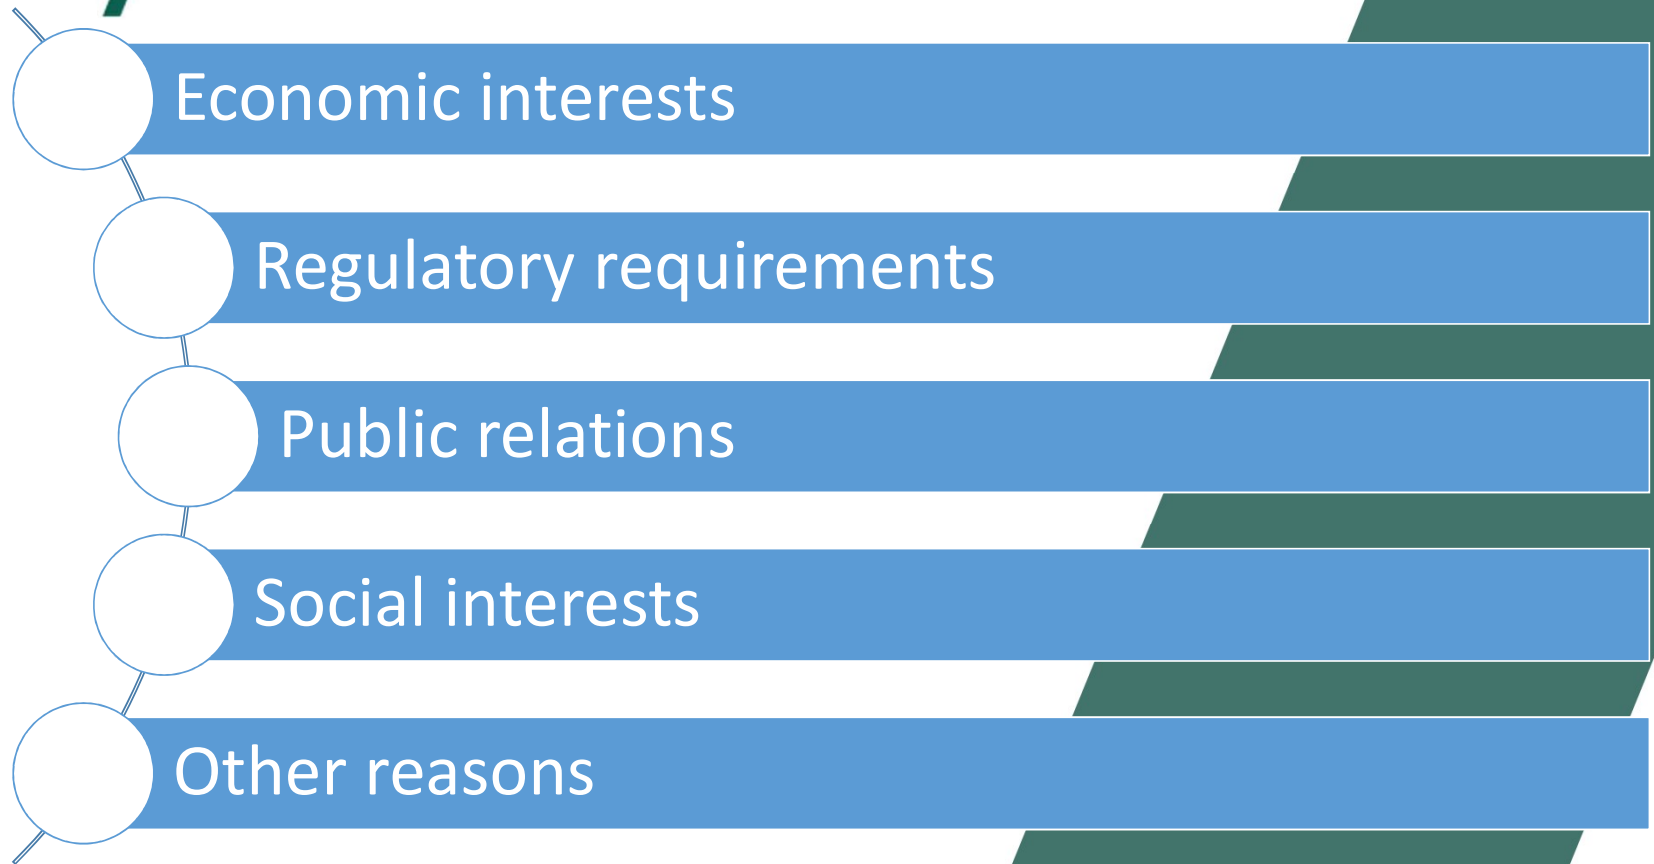 Economic interests
Regulatory requirements
Public relations
Social interests
Other reasons